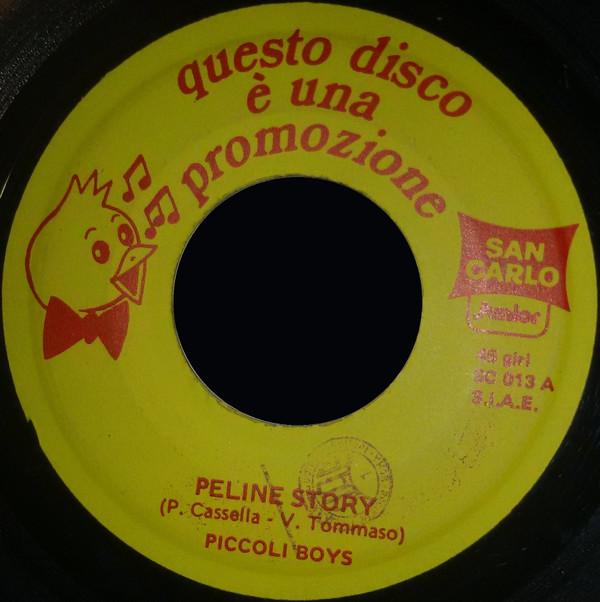 questo disco
è una
promozione
SAN
CARLO
Junior
45 giri
SC 013 A
S.I.A.E.
PELINE STORY
(P. Cassella - V. Tommaso)
PICCOLI BOYS